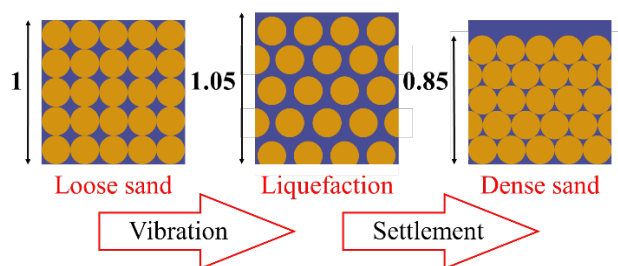 1
1.05
0.85
Loose sand
Liquefaction
Dense sand
Vibration
Settlement